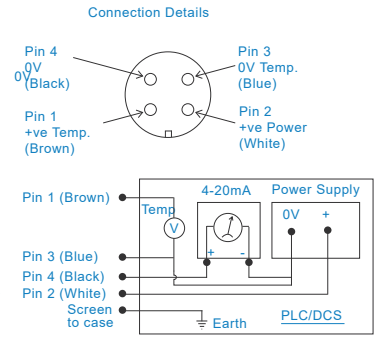 Connection Details
Pin 4
0V
0V
(Black)
Pin 3
0V Temp.
(Blue)
Pin 1
+ve Temp.
(Brown)
Pin 2
+ve Power
(White)
Pin 1 (Brown)
Temp
V
4-20mA
+ -
Power Supply
0V +
Pin 3 (Blue)
Pin 4 (Black)
Pin 2 (White)
Screen
to case
Earth
PLC/DCS